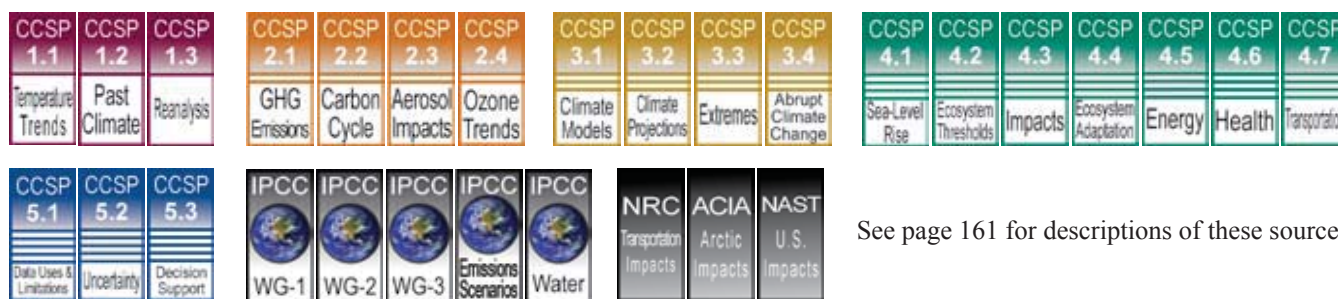 CCSP CCSP CCSP
1.1 1.2 1.3
Temperature Trends
Past Climate
Reanalysis
CCSP CCSP CCSP CCSP
2.1 2.2 2.3 2.4
GHG Emissions
Carbon Cycle
Aerosol Impacts
Ozone Trends
CCSP CCSP CCSP CCSP
3.1 3.2 3.3 3.4
Climate Models
Climate Projections
Extremes
Abrupt Climate Change
CCSP CCSP CCSP CCSP CCSP CCSP CCSP
4.1 4.2 4.3 4.4 4.5 4.6 4.7
Sea-Level Rise
Ecosystem Thresholds
Impacts
Ecosystem Adaptation
Energy
Health
Transportatio
CCSP CCSP CCSP
5.1 5.2 5.3
Data Uses & Limitations
Uncertainty
Decision Support
IPCC IPCC IPCC IPCC IPCC
WG-1
WG-2
WG-3
Emissions Scenarios
Water
NRC
Transportation Impacts
ACIA
Arctic Impacts
NAST
U.S. Impacts
See page 161 for descriptions of these source